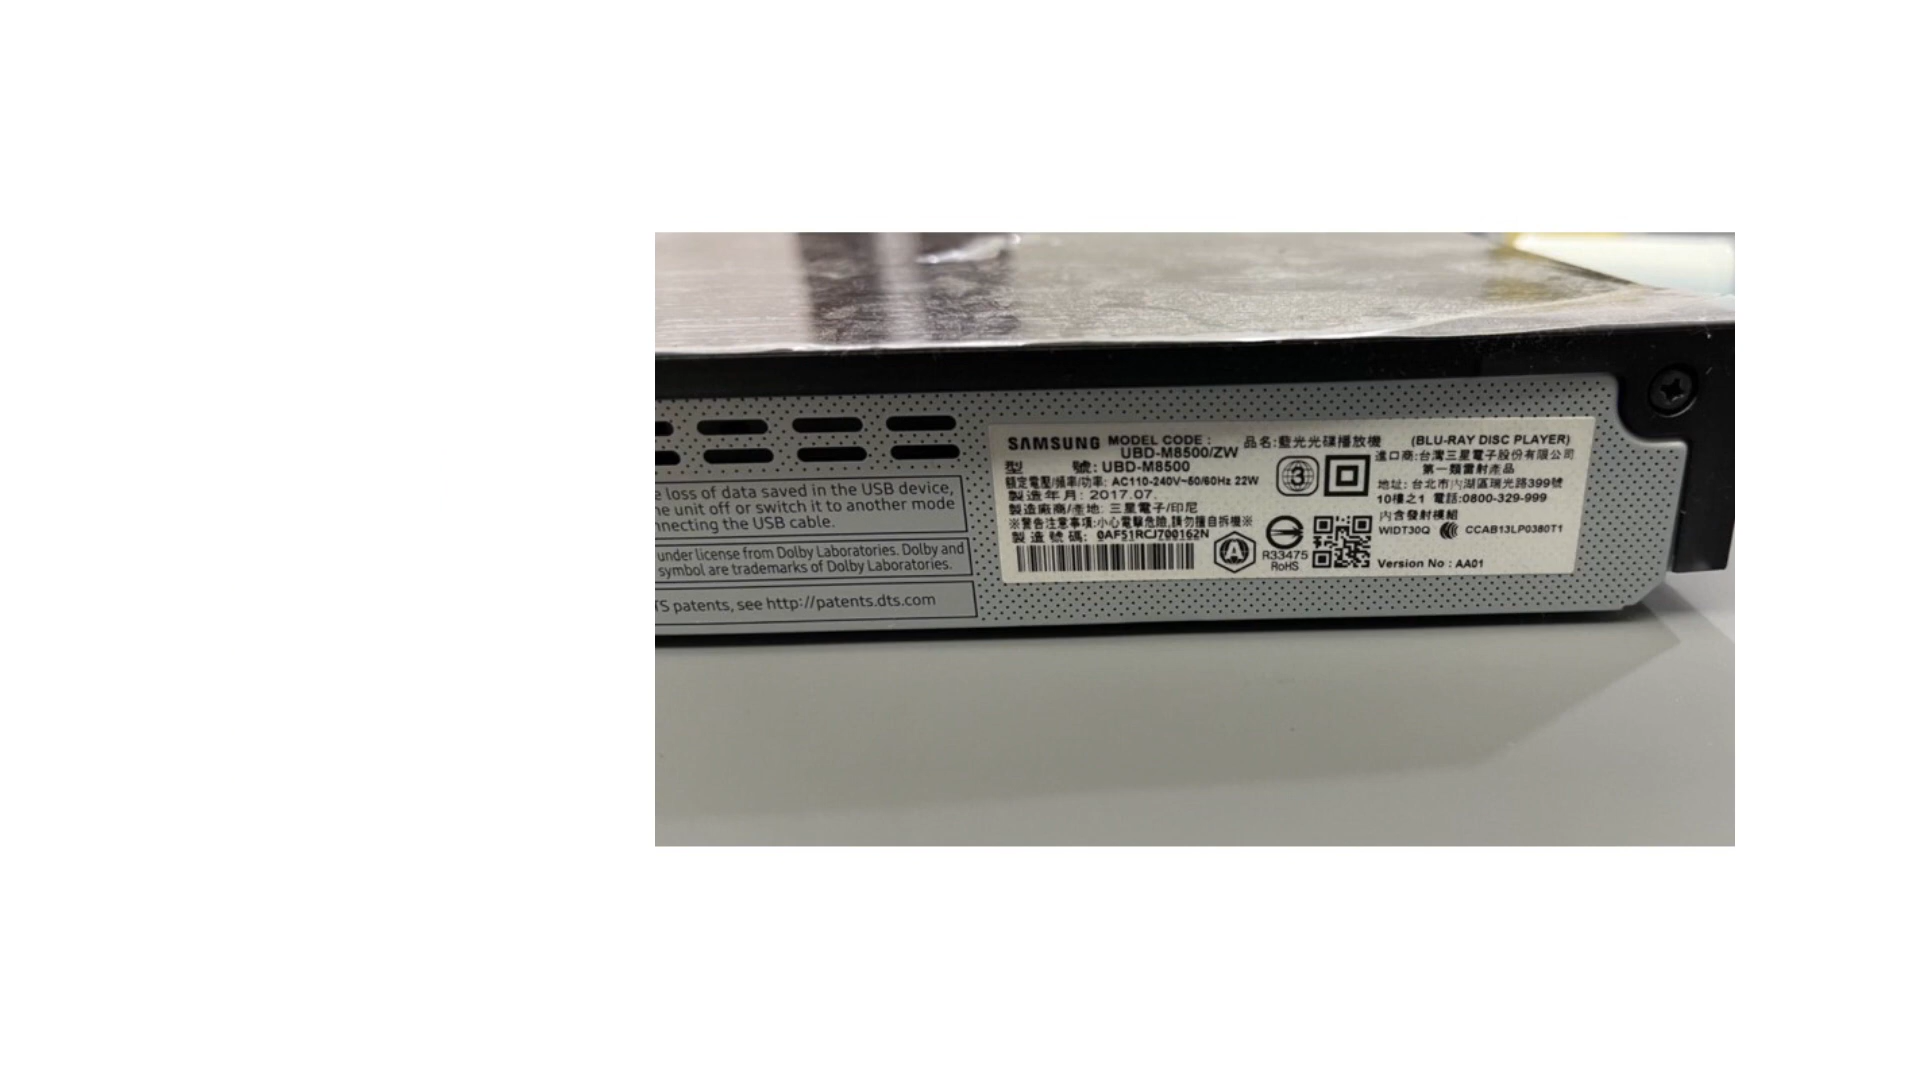 e loss of data saved in the USB device,
e unit off or switch it to another mode
nnecting the USB cable.
under license from Dolby Laboratories. Dolby and
symbol are trademarks of Dolby Laboratories.
TS patents, see http://patents.dts.com
SAMSUNG MODEL CODE :
UBD-M8500/ZW
型 號: UBD-M8500
額定電壓/頻率/功率: AC110-240V~50/60Hz 22W
製造年月: 2017.07.
製造廠商/產地: 三星電子/印尼
※警告注意事項:小心電擊危險,請勿擅自拆機※
製造號碼: 0AF51RCJ700162N
品名:藍光光碟播放機 (BLU-RAY DISC PLAYER)
3
進口商:台灣三星電子股份有限公司
第一類雷射產品
地址: 台北市內湖區瑞光路399號
10樓之1 電話:0800-329-999
內含發射模組
WIDT30Q CCAB13LP0380T1
R33475
RoHS
Version No : AA01